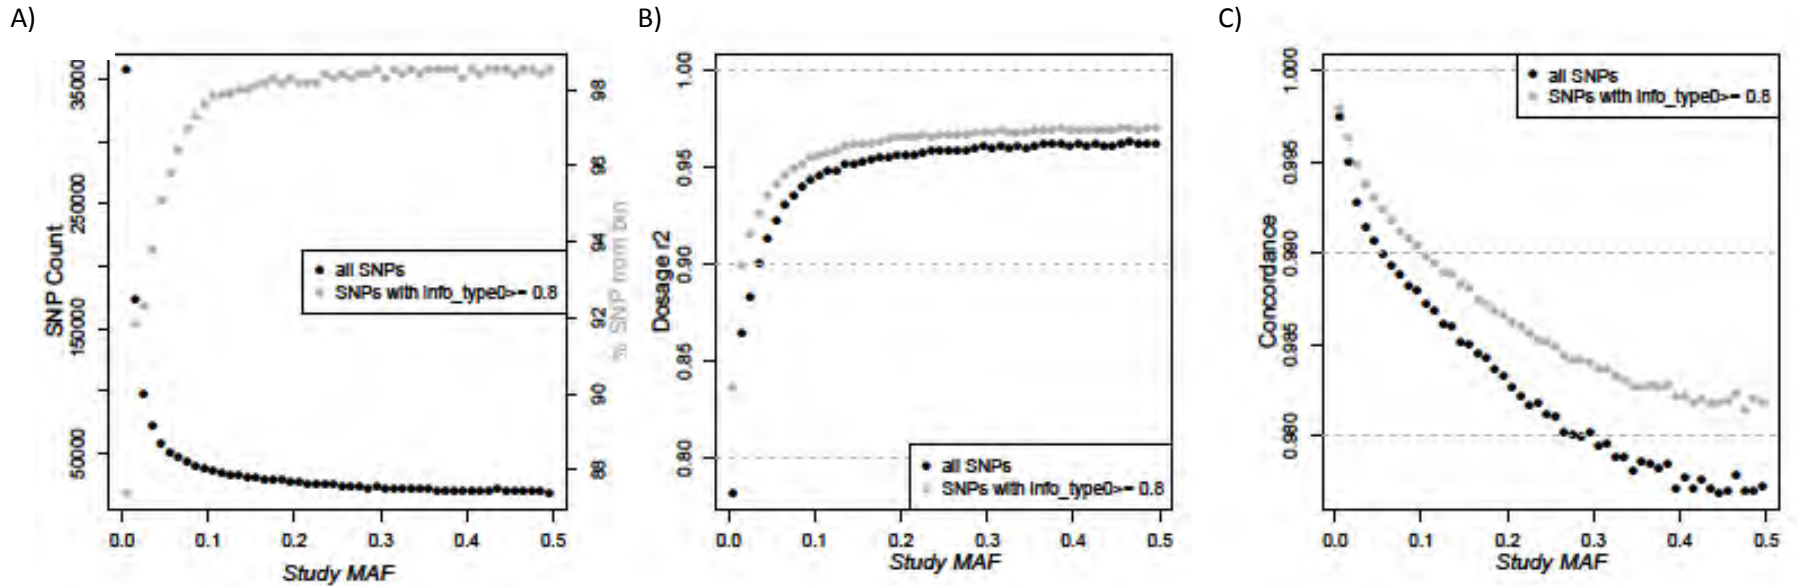 A)
B)
C)
350000
250000
150000
50000
SNP Count
98
96
94
92
90
88
% SNP from bin
all SNPs
SNPs with info_type0>= 0.8
0.0 0.1 0.2 0.3 0.4 0.5
Study MAF
1.00
0.95
0.90
0.85
0.80
Dosage r2
all SNPs
SNPs with info_type0>= 0.8
0.0 0.1 0.2 0.3 0.4 0.5
Study MAF
1.000
0.995
0.990
0.985
0.980
Concordance
all SNPs
SNPs with info_type0>= 0.8
0.0 0.1 0.2 0.3 0.4 0.5
Study MAF